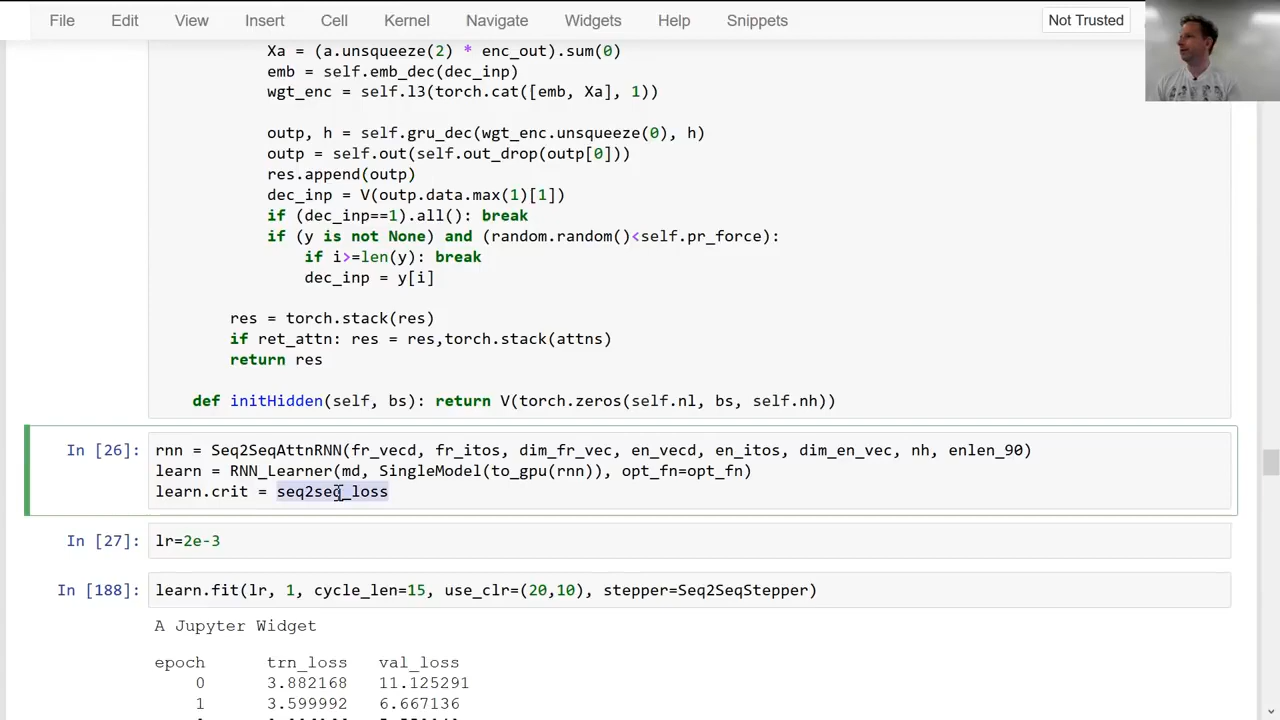 File Edit View Insert Cell Kernel Navigate Widgets Help Snippets Not Trusted
Xa = (a.unsqueeze(2) * enc_out).sum(0)
emb = self.emb_dec(dec_inp)
wgt_enc = self.l3(torch.cat([emb, Xa], 1))
outp, h = self.gru_dec(wgt_enc.unsqueeze(0), h)
outp = self.out(self.out_drop(outp[0]))
res.append(outp)
dec_inp = V(outp.data.max(1)[1])
if (dec_inp==1).all(): break
if (y is not None) and (random.random()<self.pr_force):
if i>=len(y): break
dec_inp = y[i]
res = torch.stack(res)
if ret_attn: res = res,torch.stack(attns)
return res
def initHidden(self, bs): return V(torch.zeros(self.nl, bs, self.nh))
In [26]: rnn = Seq2SeqAttnRNN(fr_vecd, fr_itos, dim_fr_vec, en_vecd, en_itos, dim_en_vec, nh, enlen_90)
learn = RNN_Learner(md, SingleModel(to_gpu(rnn)), opt_fn=opt_fn)
learn.crit = seq2seq_loss
In [27]: lr=2e-3
In [188]: learn.fit(lr, 1, cycle_len=15, use_clr=(20,10), stepper=Seq2SeqStepper)
A Jupyter Widget
epoch trn_loss val_loss
0 3.882168 11.125291
1 3.599992 6.667136